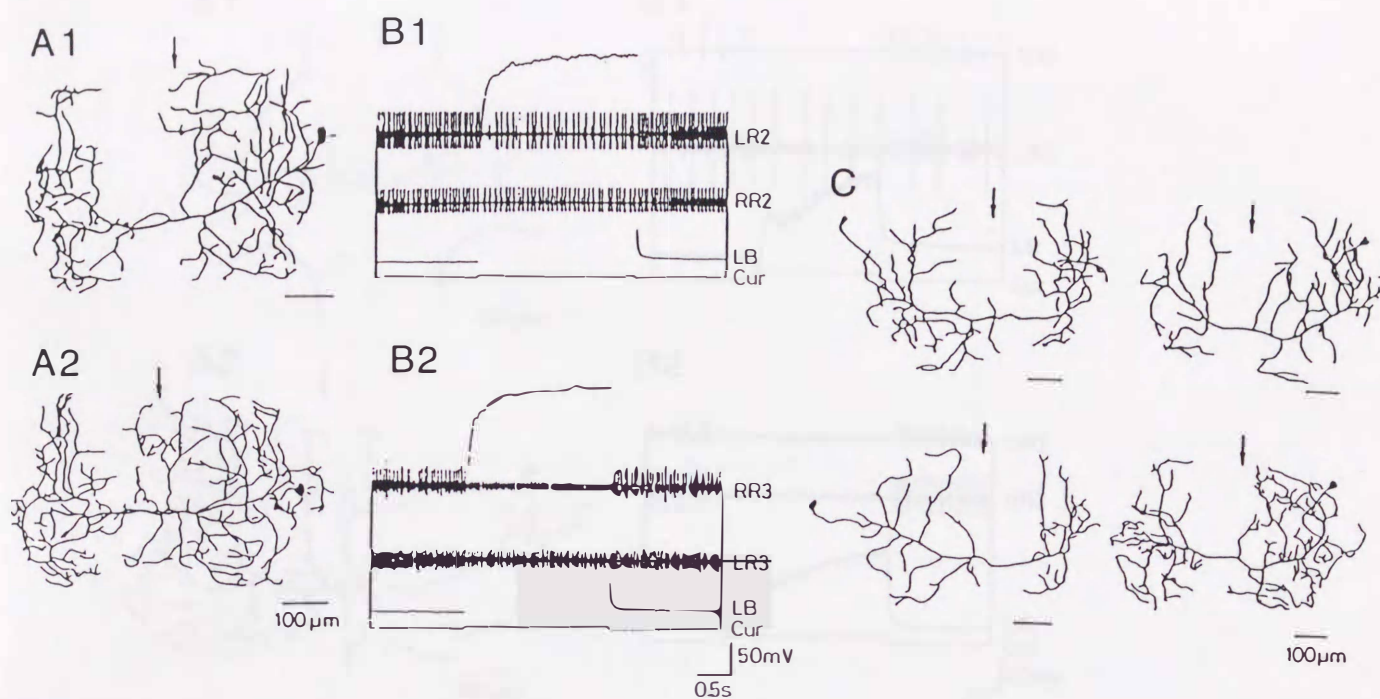 A1
B1
LR2
RR2
LB
Cur
C
A2
B2
100 µm
RR3
LR3
LB
Cur
50mV
0.5s
100µm